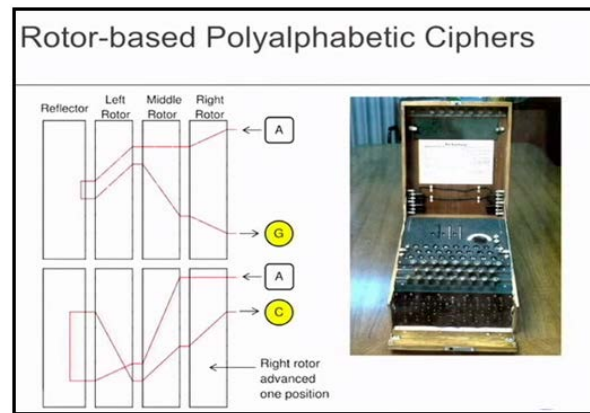 Rotor-based Polyalphabetic Ciphers
Reflector
Left
Rotor
Middle
Rotor
Right
Rotor
A
G
A
C
Right rotor
advanced
one position